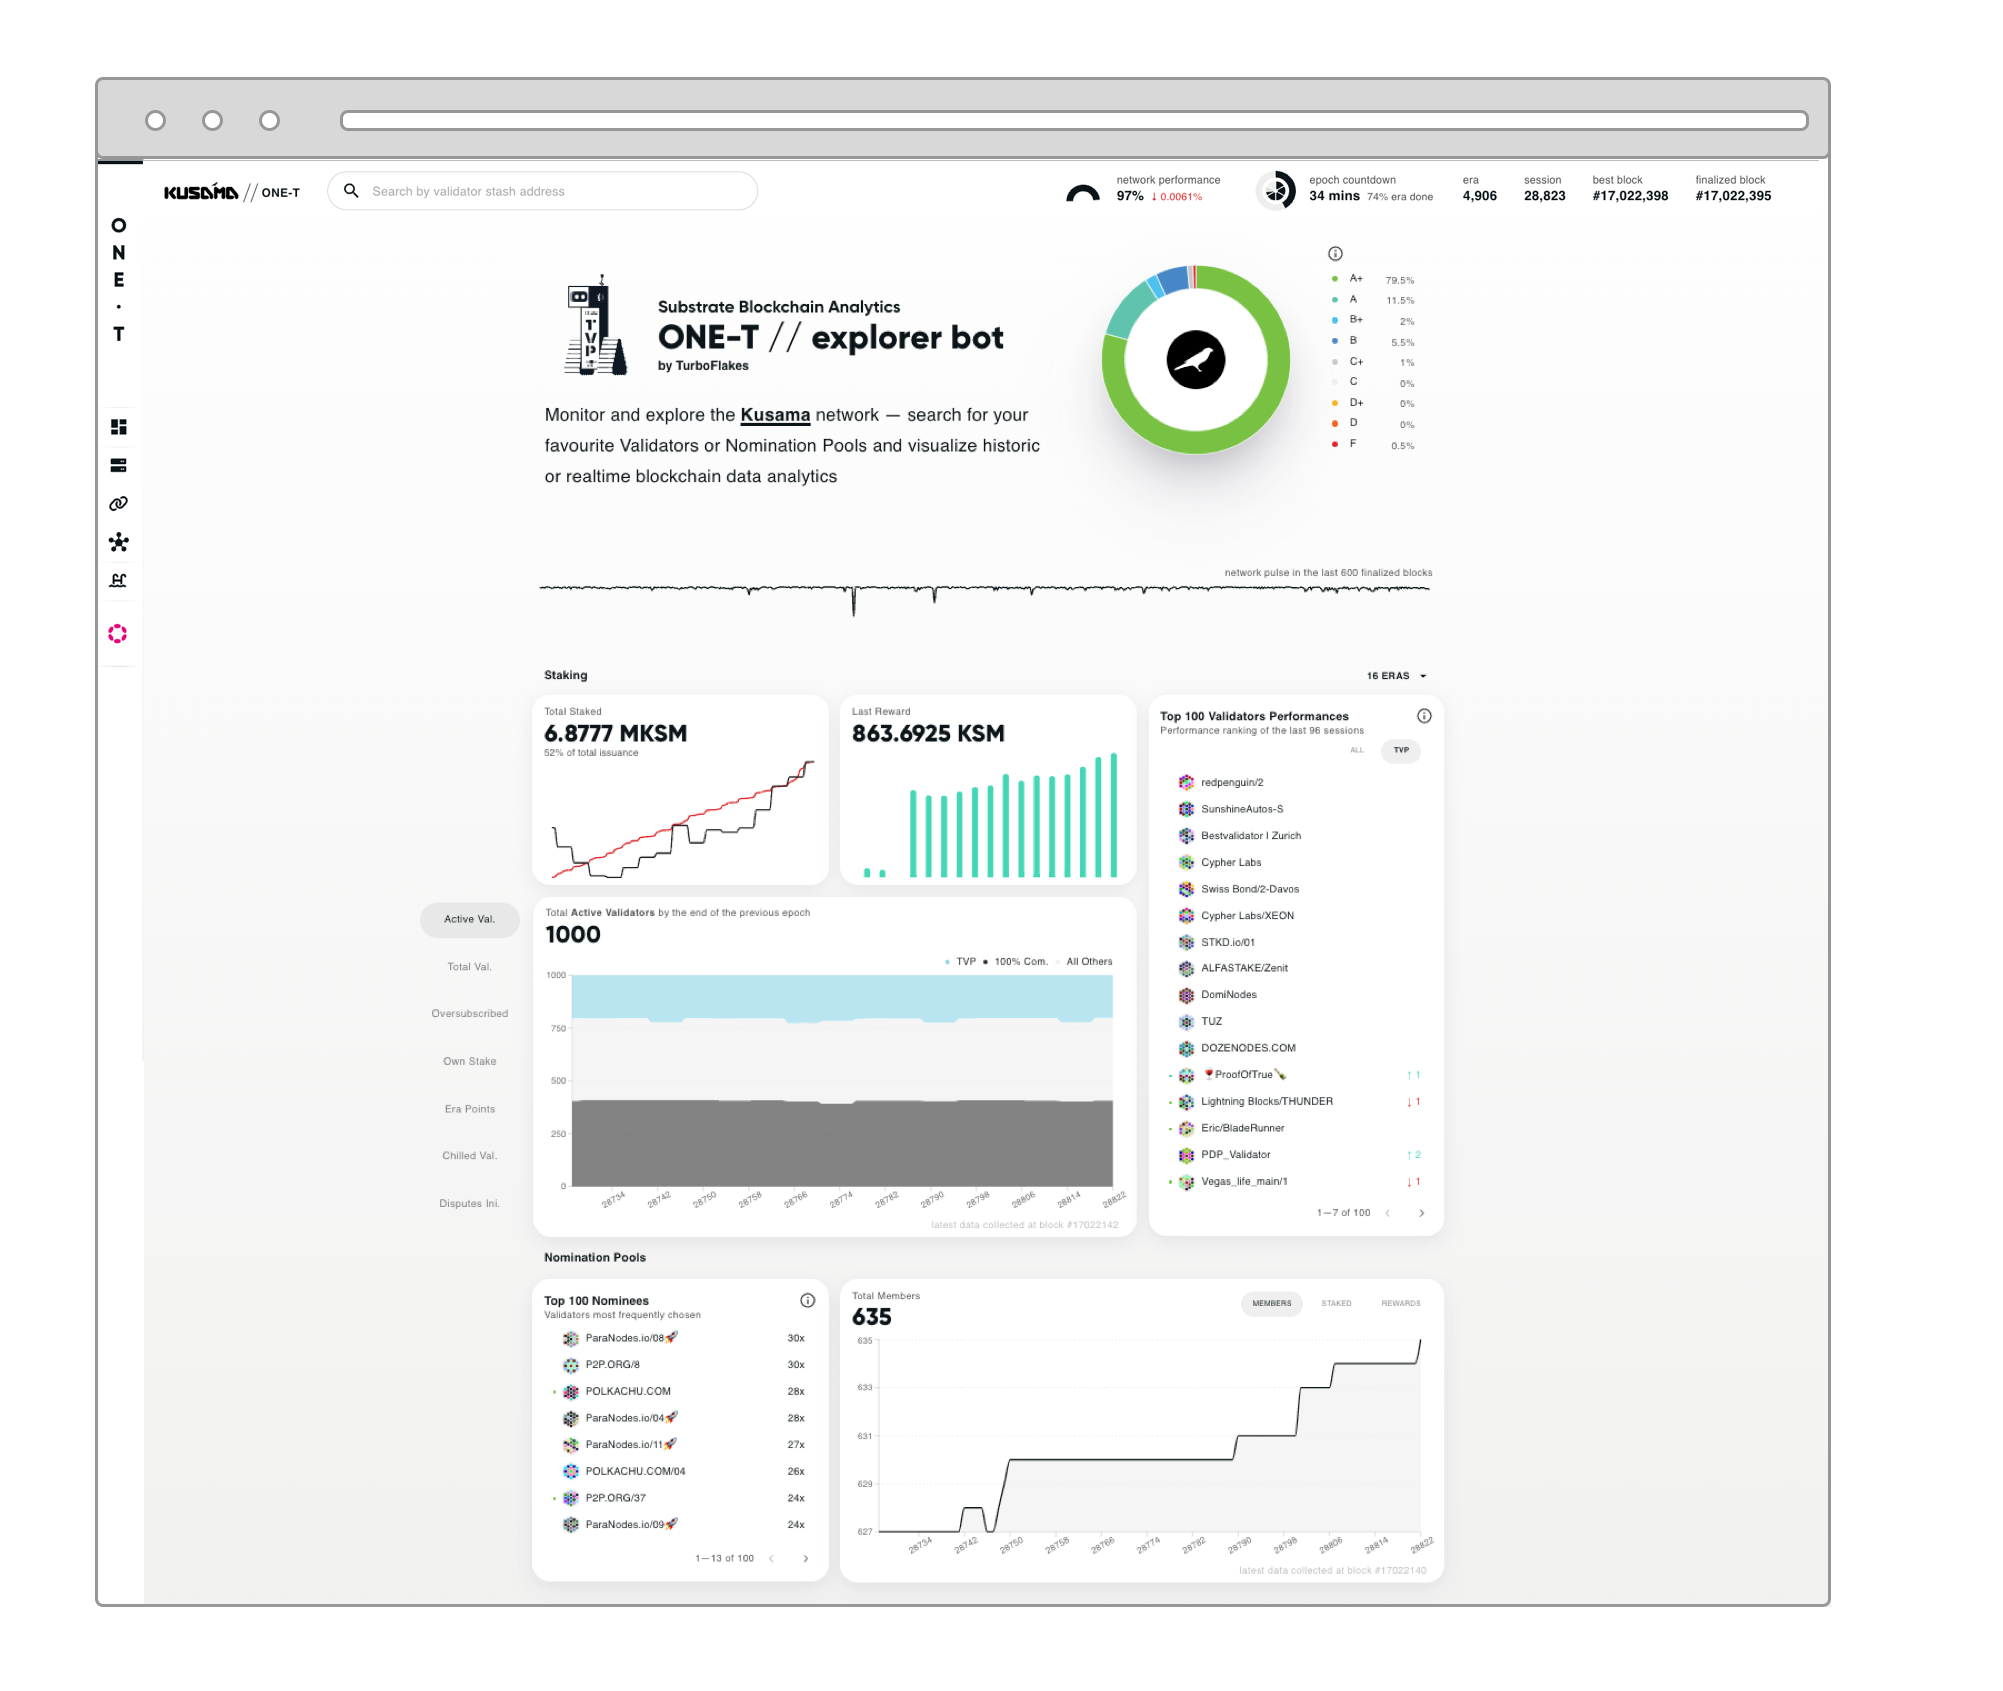 KUSAMA // ONE-T
Search by validator stash address
network performance
97% ↓ 0.0061%
epoch countdown
34 mins 74% era done
era
4,906
session
28,823
best block
#17,022,398
finalized block
#17,022,395
O
N
E
·
T
TVP
Substrate Blockchain Analytics
ONE-T // explorer bot
by TurboFlakes
Monitor and explore the Kusama network — search for your
favourite Validators or Nomination Pools and visualize historic
or realtime blockchain data analytics
A+ 79.5%
A 11.5%
B+ 2%
B 5.5%
C+ 1%
C 0%
D+ 0%
D 0%
F 0.5%
network pulse in the last 600 finalized blocks
Staking
16 ERAS
Total Staked
6.8777 MKSM
52% of total issuance
Last Reward
863.6925 KSM
Top 100 Validators Performances
Performance ranking of the last 96 sessions
ALL TVP
redpenguin/2
SunshineAutos-S
Bestvalidator I Zurich
Cypher Labs
Swiss Bond/2-Davos
Cypher Labs/XEON
STKD.io/01
ALFASTAKE/Zenit
DomiNodes
TUZ
DOZENODES.COM
🍷ProofOfTrue🍾 ↑ 1
Lightning Blocks/THUNDER ↓ 1
Eric/BladeRunner
PDP_Validator ↑ 2
Vegas_life_main/1 ↓ 1
1–7 of 100
Active Val.
Total Val.
Oversubscribed
Own Stake
Era Points
Chilled Val.
Disputes Ini.
Total Active Validators by the end of the previous epoch
1000
TVP 100% Com. All Others
1000
750
500
250
0
28734 28742 28750 28758 28766 28774 28782 28790 28798 28806 28814 28822
latest data collected at block #17022142
Nomination Pools
Top 100 Nominees
Validators most frequently chosen
ParaNodes.io/08🚀 30x
P2P.ORG/8 30x
POLKACHU.COM 28x
ParaNodes.io/04🚀 28x
ParaNodes.io/11🚀 27x
POLKACHU.COM/04 26x
P2P.ORG/37 24x
ParaNodes.io/09🚀 24x
1–13 of 100
Total Members
635
MEMBERS STAKED REWARDS
635
633
631
629
627
28734 28742 28750 28758 28766 28774 28782 28790 28798 28806 28814 28822
latest data collected at block #17022140